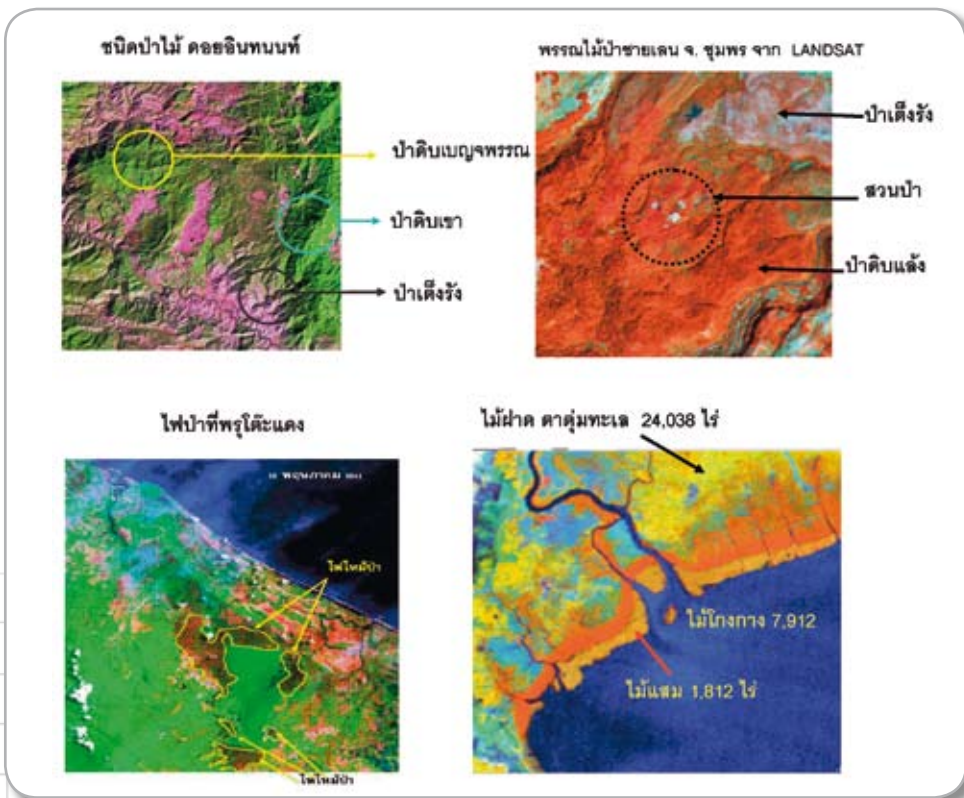 ชนิดป่าไม้ ดอยอินทนนท์
ป่าดิบเบญจพรรณ
ป่าดิบเขา
ป่าเต็งรัง
พรรณไม้ป่าชายเลน จ. ชุมพร จาก LANDSAT
ป่าเต็งรัง
สวนป่า
ป่าดิบแล้ง
ไฟป่าที่พรุโต๊ะแดง
พฤษภาคม
ไฟไหม้ป่า
ไฟไหม้ป่า
ไม้ฝาด ตาตุ่มทะเล 24,038 ไร่
ไม้โกงกาง 7,912
ไม้แสม 1,812 ไร่